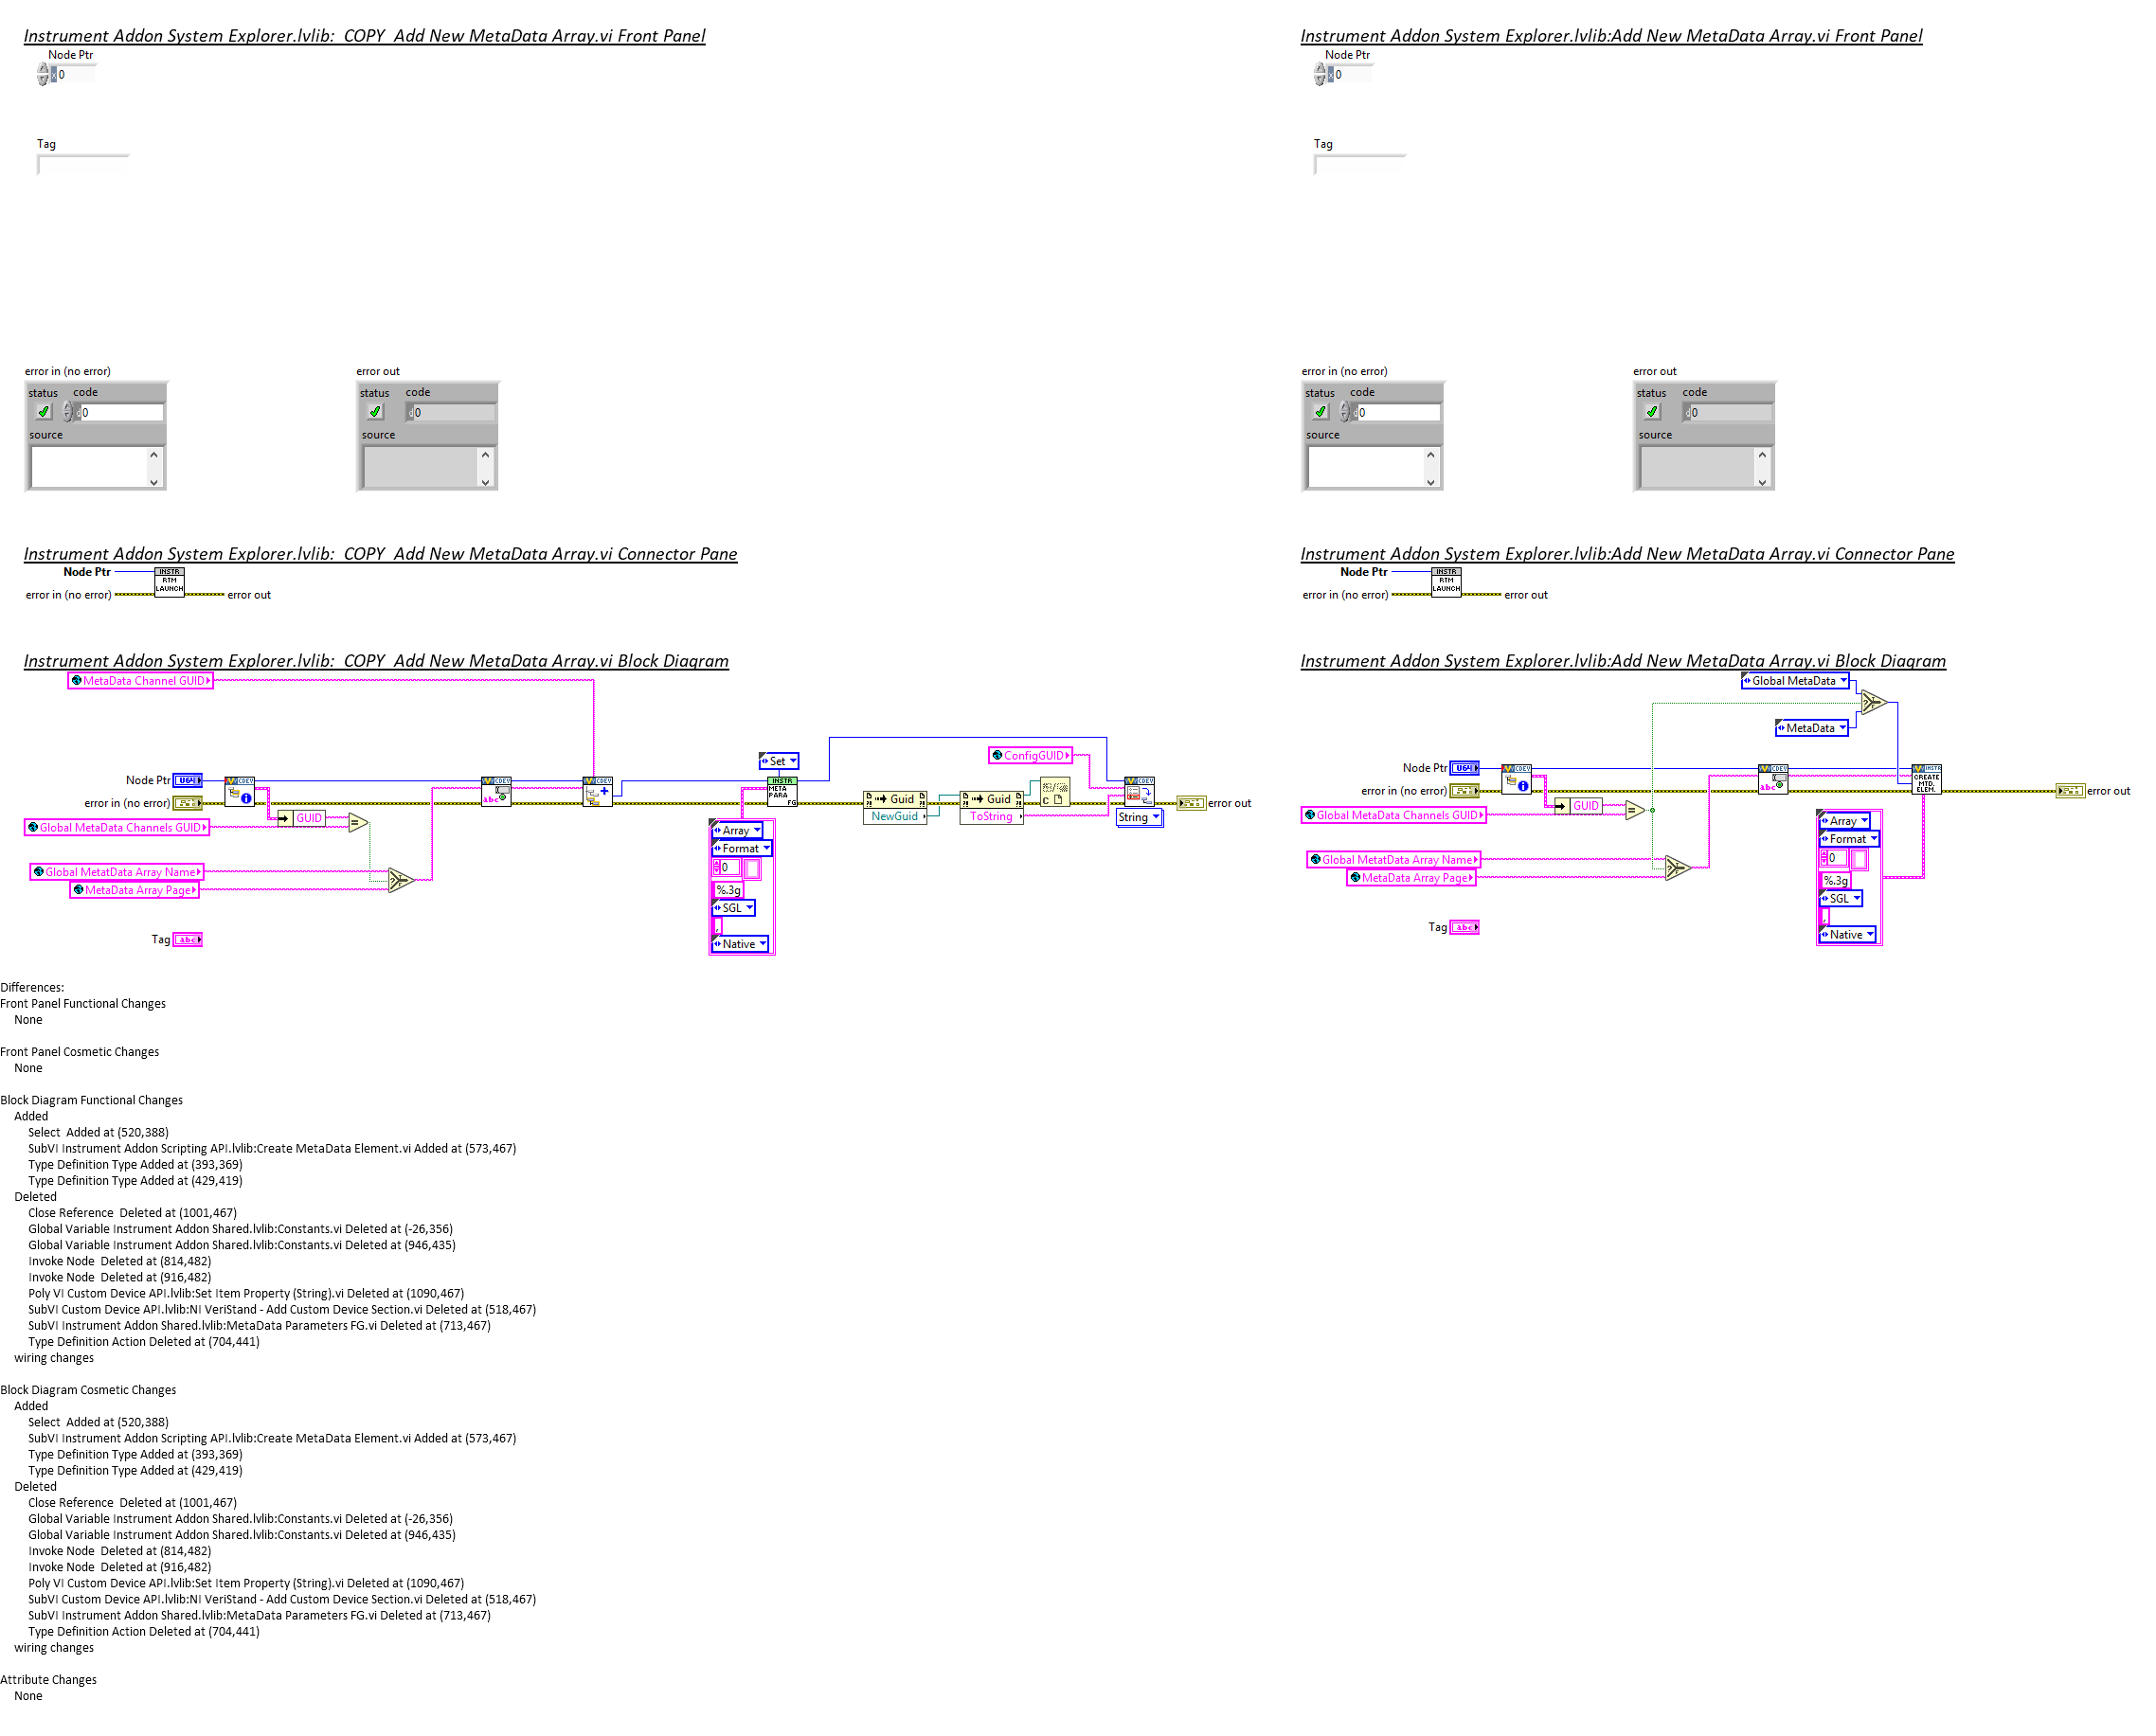 Instrument Addon System Explorer.lvlib:  COPY  Add New MetaData Array.vi Front Panel
Node Ptr
x 0
Tag
error in (no error)
status code
d 0
source
error out
status code
d 0
source
Instrument Addon System Explorer.lvlib:  COPY  Add New MetaData Array.vi Connector Pane
Node Ptr
INSTR
RTM
LAUNCH
error in (no error)
error out
Instrument Addon System Explorer.lvlib:  COPY  Add New MetaData Array.vi Block Diagram
MetaData Channel GUID
Set
ConfigGUID
Node Ptr
U64
CDEV
CDEV
abc
CDEV
INSTR
META
PARA
FG
Guid
NewGuid
Guid
ToString
CDEV
String
error in (no error)
error out
GUID
Global MetaData Channels GUID
=
Global MetatData Array Name
MetaData Array Page
Array
Format
0
%.3g
SGL
,
Native
Tag
abc
Instrument Addon System Explorer.lvlib:Add New MetaData Array.vi Front Panel
Node Ptr
x 0
Tag
error in (no error)
status code
d 0
source
error out
status code
d 0
source
Instrument Addon System Explorer.lvlib:Add New MetaData Array.vi Connector Pane
Node Ptr
INSTR
RTM
LAUNCH
error in (no error)
error out
Instrument Addon System Explorer.lvlib:Add New MetaData Array.vi Block Diagram
Global MetaData
MetaData
Node Ptr
U64
CDEV
CDEV
abc
INSTR
CREATE
MTD.
ELEM.
error in (no error)
error out
GUID
Global MetaData Channels GUID
=
Global MetatData Array Name
MetaData Array Page
Array
Format
0
%.3g
SGL
,
Native
Tag
abc
Differences:
Front Panel Functional Changes
None
Front Panel Cosmetic Changes
None
Block Diagram Functional Changes
Added
Select  Added at (520,388)
SubVI Instrument Addon Scripting API.lvlib:Create MetaData Element.vi Added at (573,467)
Type Definition Type Added at (393,369)
Type Definition Type Added at (429,419)
Deleted
Close Reference  Deleted at (1001,467)
Global Variable Instrument Addon Shared.lvlib:Constants.vi Deleted at (-26,356)
Global Variable Instrument Addon Shared.lvlib:Constants.vi Deleted at (946,435)
Invoke Node  Deleted at (814,482)
Invoke Node  Deleted at (916,482)
Poly VI Custom Device API.lvlib:Set Item Property (String).vi Deleted at (1090,467)
SubVI Custom Device API.lvlib:NI VeriStand - Add Custom Device Section.vi Deleted at (518,467)
SubVI Instrument Addon Shared.lvlib:MetaData Parameters FG.vi Deleted at (713,467)
Type Definition Action Deleted at (704,441)
wiring changes
Block Diagram Cosmetic Changes
Added
Select  Added at (520,388)
SubVI Instrument Addon Scripting API.lvlib:Create MetaData Element.vi Added at (573,467)
Type Definition Type Added at (393,369)
Type Definition Type Added at (429,419)
Deleted
Close Reference  Deleted at (1001,467)
Global Variable Instrument Addon Shared.lvlib:Constants.vi Deleted at (-26,356)
Global Variable Instrument Addon Shared.lvlib:Constants.vi Deleted at (946,435)
Invoke Node  Deleted at (814,482)
Invoke Node  Deleted at (916,482)
Poly VI Custom Device API.lvlib:Set Item Property (String).vi Deleted at (1090,467)
SubVI Custom Device API.lvlib:NI VeriStand - Add Custom Device Section.vi Deleted at (518,467)
SubVI Instrument Addon Shared.lvlib:MetaData Parameters FG.vi Deleted at (713,467)
Type Definition Action Deleted at (704,441)
wiring changes
Attribute Changes
None